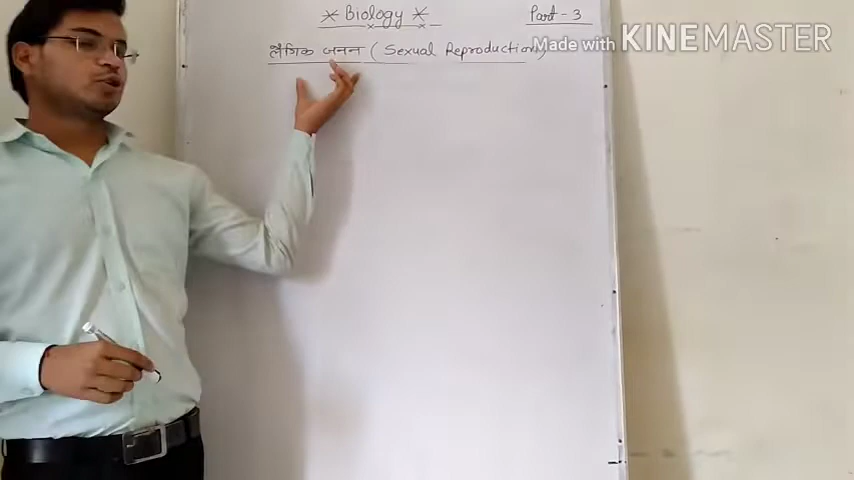 * Biology *
Part - 3
लैंगिक जनन (Sexual Reproduction)
Made with KINEMASTER